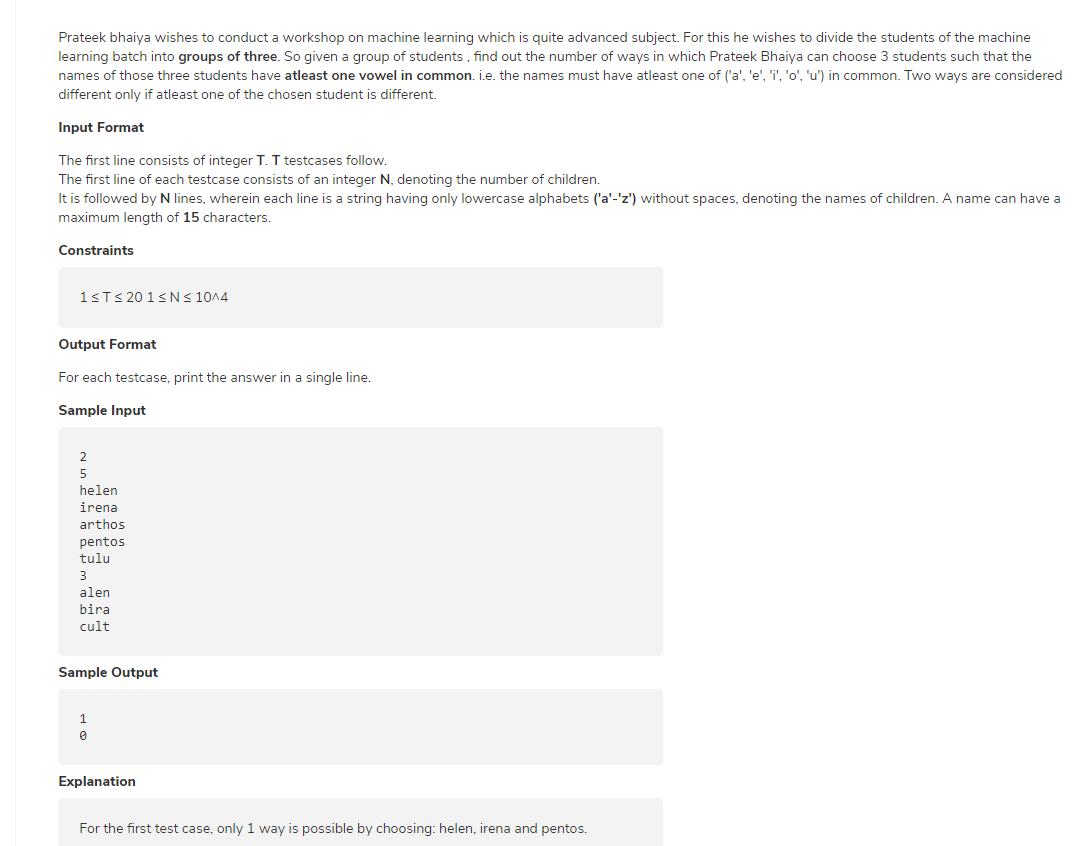 Prateek bhaiya wishes to conduct a workshop on machine learning which is quite advanced subject. For this he wishes to divide the students of the machine
learning batch into groups of three. So given a group of students , find out the number of ways in which Prateek Bhaiya can choose 3 students such that the
names of those three students have atleast one vowel in common. i.e. the names must have atleast one of ('a', 'e', 'i', 'o', 'u') in common. Two ways are considered
different only if atleast one of the chosen student is different.
Input Format
The first line consists of integer T. T testcases follow.
The first line of each testcase consists of an integer N, denoting the number of children.
It is followed by N lines, wherein each line is a string having only lowercase alphabets ('a'-'z') without spaces, denoting the names of children. A name can have a
maximum length of 15 characters.
Constraints
1 ≤ T ≤ 20 1 ≤ N ≤ 10^4
Output Format
For each testcase, print the answer in a single line.
Sample Input
2
5
helen
irena
arthos
pentos
tulu
3
alen
bira
cult
Sample Output
1
0
Explanation
For the first test case, only 1 way is possible by choosing: helen, irena and pentos.